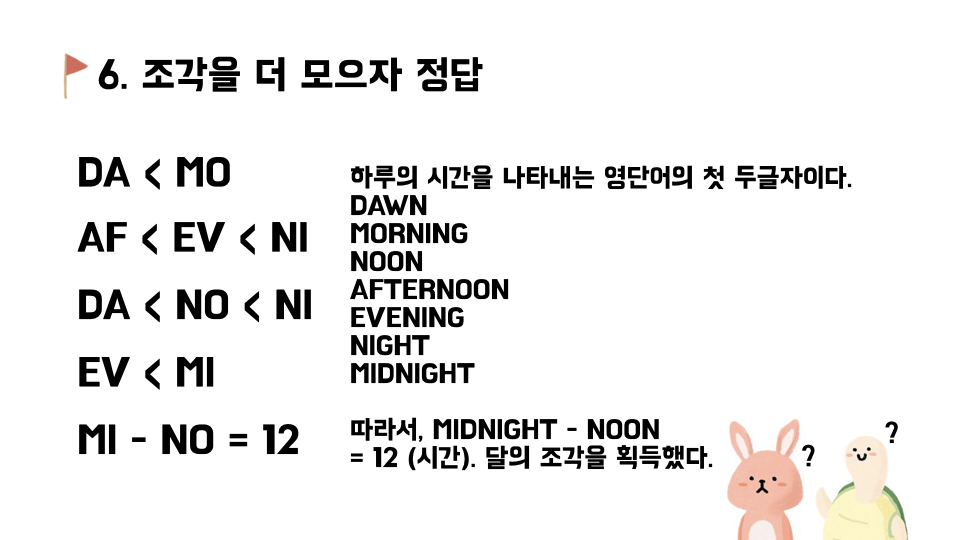 6. 조각을 더 모으자 정답
DA < MO
AF < EV < NI
DA < NO < NI
EV < MI
MI - NO = 12
하루의 시간을 나타내는 영단어의 첫 두글자이다.
DAWN
MORNING
NOON
AFTERNOON
EVENING
NIGHT
MIDNIGHT
따라서, MIDNIGHT - NOON
= 12 (시간). 달의 조각을 획득했다.
?
?